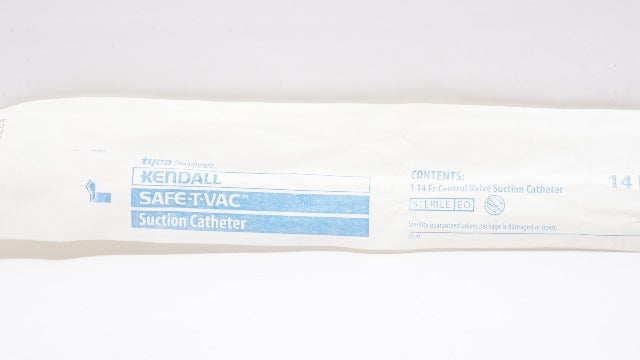 tyco / Healthcare
KENDALL
SAFE-T-VAC™
Suction Catheter
CONTENTS:
1 14 Fr Control Valve Suction Catheter
STERILE EO
Sterility guaranteed unless package is damaged or open.
14